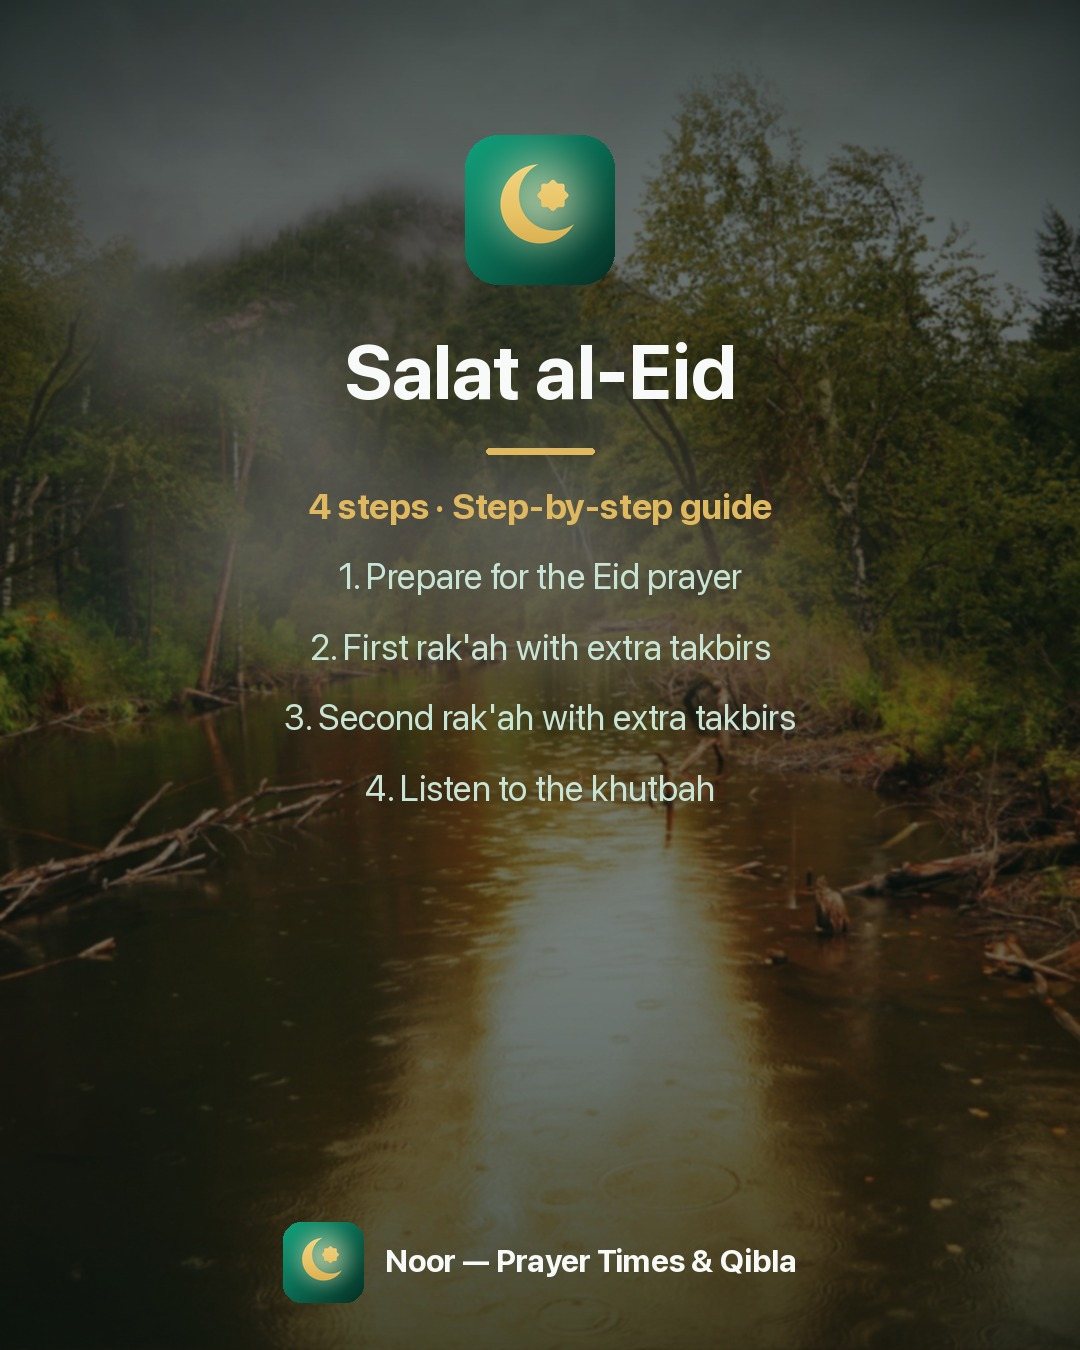 Salat al-Eid
4 steps · Step-by-step guide
1. Prepare for the Eid prayer
2. First rak'ah with extra takbirs
3. Second rak'ah with extra takbirs
4. Listen to the khutbah
Noor — Prayer Times & Qibla